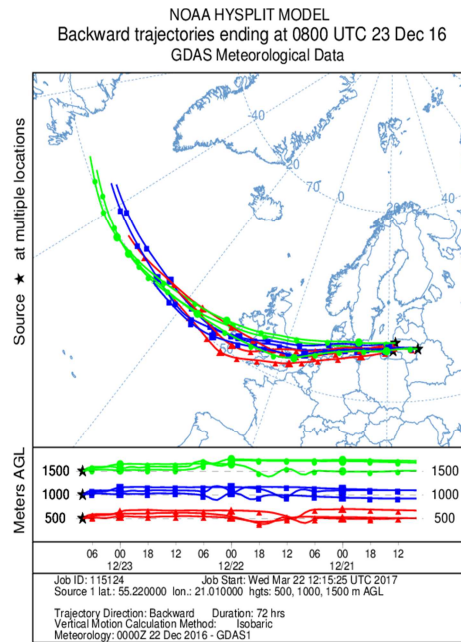 NOAA HYSPLIT MODEL
Backward trajectories ending at 0800 UTC 23 Dec 16
GDAS Meteorological Data
Source ★ at multiple locations
-40
-20
70
0
Meters AGL
1500 1500
1000 1000
500 500
06 00 18 12 06 00 18 12 06 00 18 12
12/23 12/22 12/21
Job ID: 115124 Job Start: Wed Mar 22 12:15:25 UTC 2017
Source 1 lat.: 55.220000 lon.: 21.010000 hgts: 500, 1000, 1500 m AGL
Trajectory Direction: Backward Duration: 72 hrs
Vertical Motion Calculation Method: Isobaric
Meteorology: 0000Z 22 Dec 2016 - GDAS1